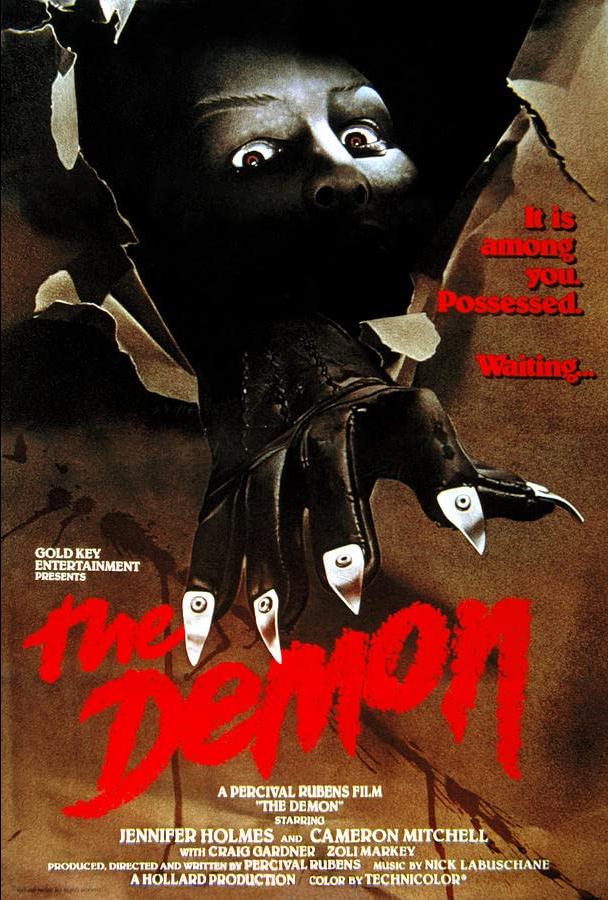 It is
among
you.
Possessed.
Waiting...
GOLD KEY
ENTERTAINMENT
PRESENTS
the
DEMON
A PERCIVAL RUBENS FILM
"THE DEMON"
STARRING
JENNIFER HOLMES AND CAMERON MITCHELL
WITH CRAIG GARDNER ZOLI MARKEY
PRODUCED, DIRECTED AND WRITTEN BY PERCIVAL RUBENS MUSIC BY NICK LABUSCHANE
A HOLLARD PRODUCTION COLOR BY TECHNICOLOR®